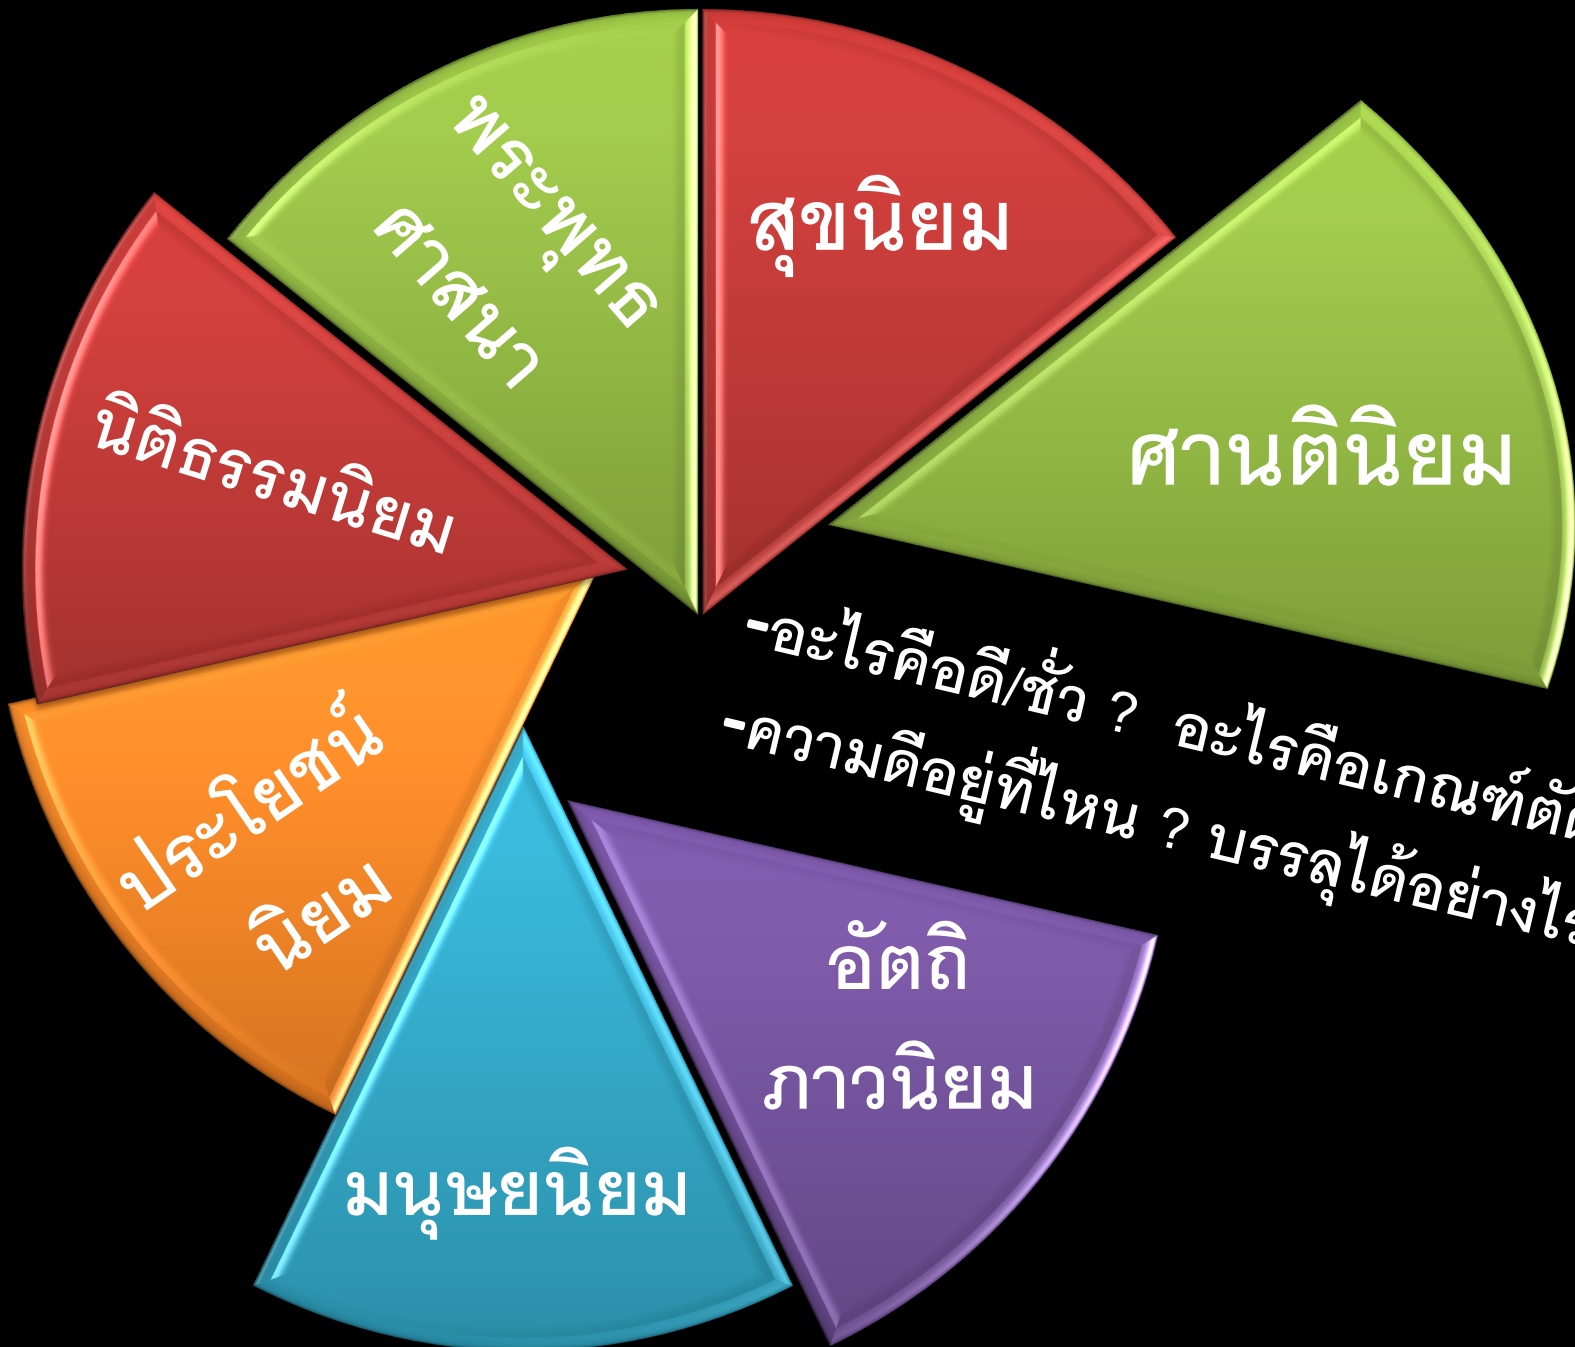 สุขนิยม
ศานตินิยม
-อะไรคือดี/ชั่ว ? อะไรคือเกณฑ์
-ความดีอยู่ที่ไหน ? บรรลุได้อย่างไร
อัตถิ
ภาวนิยม
มนุษยนิยม
ประโยชน์
นิยม
นิติธรรมนิยม
พระพุทธ
ศาสนา